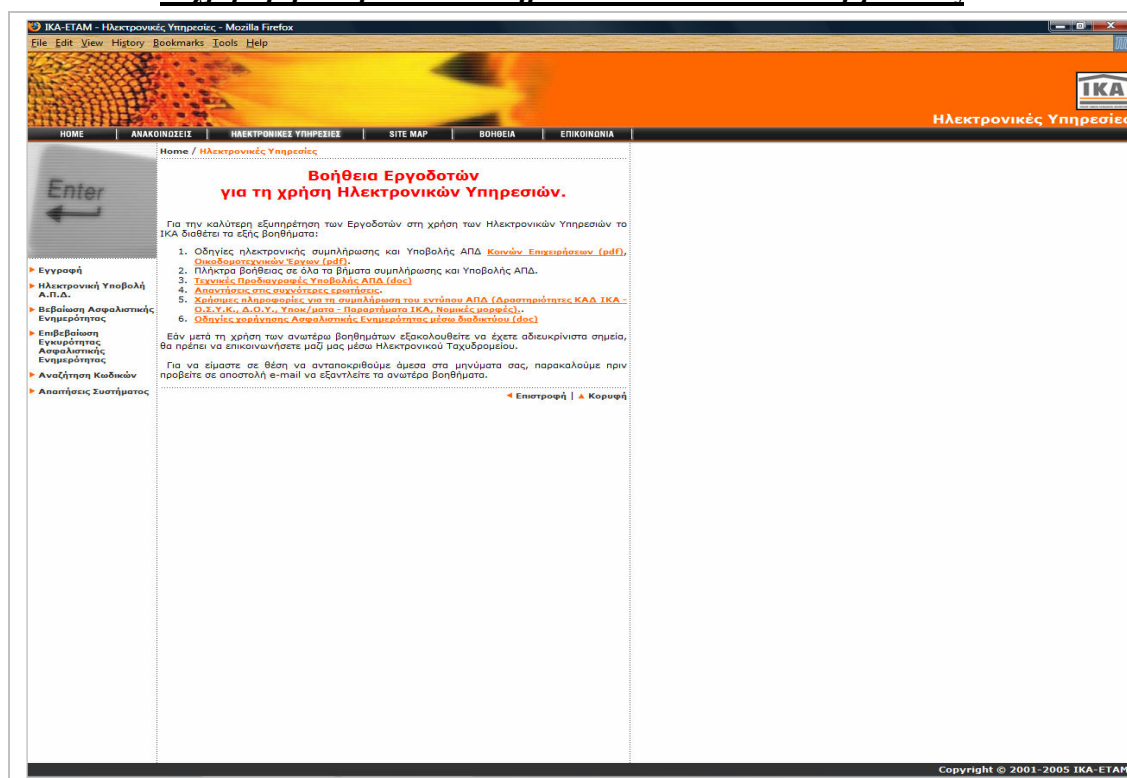 IKA-ETAM - Ηλεκτρονικές Υπηρεσίες - Mozilla Firefox
File Edit View History Bookmarks Tools Help
IKA
Ηλεκτρονικές Υπηρεσίες
HOME | ΑΝΑΚΟΙΝΩΣΕΙΣ | ΗΛΕΚΤΡΟΝΙΚΕΣ ΥΠΗΡΕΣΙΕΣ | SITE MAP | ΒΟΗΘΕΙΑ | ΕΠΙΚΟΙΝΩΝΙΑ |
Enter
Εγγραφή
Ηλεκτρονική Υποβολή
Α.Π.Δ.
Βεβαίωση Ασφαλιστικής
Ενημερότητας
Επιβεβαίωση
Εγκυρότητας
Ασφαλιστικής
Ενημερότητας
Αναζήτηση Κωδικών
Απαιτήσεις Συστήματος
Home / Ηλεκτρονικές Υπηρεσίες
Βοήθεια Εργοδοτών
για τη χρήση Ηλεκτρονικών Υπηρεσιών.
Για την καλύτερη εξυπηρέτηση των Εργοδοτών στη χρήση των Ηλεκτρονικών Υπηρεσιών το
ΙΚΑ διαθέτει τα εξής βοηθήματα:
1. Οδηγίες ηλεκτρονικής συμπλήρωσης και Υποβολής ΑΠΔ Κοινών Επιχειρήσεων (pdf),
Οικοδομοτεχνικών Έργων (pdf).
2. Πλήκτρα βοήθειας σε όλα τα βήματα συμπλήρωσης και Υποβολής ΑΠΔ.
3. Τεχνικές Προδιαγραφές Υποβολής ΑΠΔ (doc)
4. Απαντήσεις στις συχνότερες ερωτήσεις.
5. Χρήσιμες πληροφορίες για τη συμπλήρωση του εντύπου ΑΠΔ (Δραστηριότητες ΚΑΔ ΙΚΑ -
Ο.Σ.Υ.Κ., Δ.Ο.Υ., Υποκ/ματα - Παραρτήματα ΙΚΑ, Νομικές μορφές)..
6. Οδηγίες χορήγησης Ασφαλιστικής Ενημερότητας μέσω διαδικτύου (doc)
Εάν μετά τη χρήση των ανωτέρω βοηθημάτων εξακολουθείτε να έχετε αδιευκρίνιστα σημεία,
θα πρέπει να επικοινωνήσετε μαζί μας μέσω Ηλεκτρονικού Ταχυδρομείου.
Για να είμαστε σε θέση να ανταποκριθούμε άμεσα στα μηνύματα σας, παρακαλούμε πριν
προβείτε σε αποστολή e-mail να εξαντλείτε τα ανωτέρα βοηθήματα.
Επιστροφή | Κορυφή
Copyright © 2001-2005 IKA-ETAM